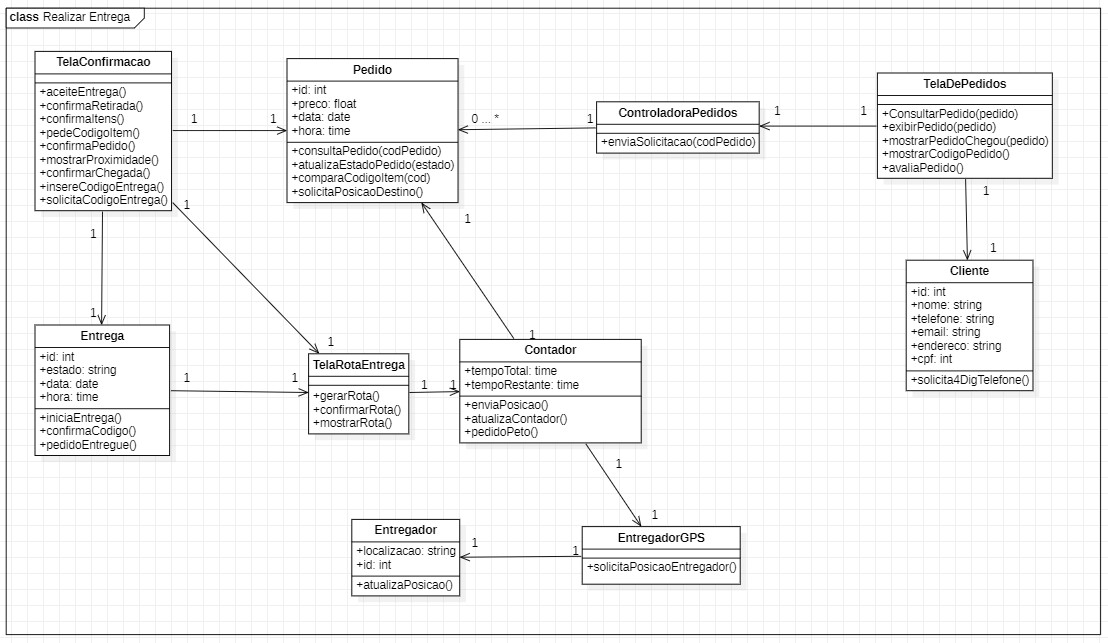 class Realizar Entrega
TelaConfirmacao
+aceiteEntrega()
+confirmaRetirada()
+confirmaItens()
+pedeCodigoItem()
+confirmaPedido()
+mostrarProximidade()
+confirmarChegada()
+insereCodigoEntrega()
+solicitaCodigoEntrega()
1
1
Pedido
+id: int
+preco: float
+data: date
+hora: time
+consultaPedido(codPedido)
+atualizaEstadoPedido(estado)
+comparaCodigoItem(cod)
+solicitaPosicaoDestino()
0 ... *
1
ControladoraPedidos
+enviaSolicitacao(codPedido)
1
1
TelaDePedidos
+ConsultarPedido(pedido)
+exibirPedido(pedido)
+mostrarPedidoChegou(pedido)
+mostrarCodigoPedido()
+avaliaPedido()
1
1
Cliente
+id: int
+nome: string
+telefone: string
+email: string
+endereco: string
+cpf: int
+solicita4DigTelefone()
1
1
1
1
1
1
Entrega
+id: int
+estado: string
+data: date
+hora: time
+iniciaEntrega()
+confirmaCodigo()
+pedidoEntregue()
1
1
TelaRotaEntrega
+gerarRota()
+confirmarRota()
+mostrarRota()
1
1
Contador
+tempoTotal: time
+tempoRestante: time
+enviaPosicao()
+atualizaContador()
+pedidoPeto()
1
1
Entregador
+localizacao: string
+id: int
+atualizaPosicao()
1
1
EntregadorGPS
+solicitaPosicaoEntregador()